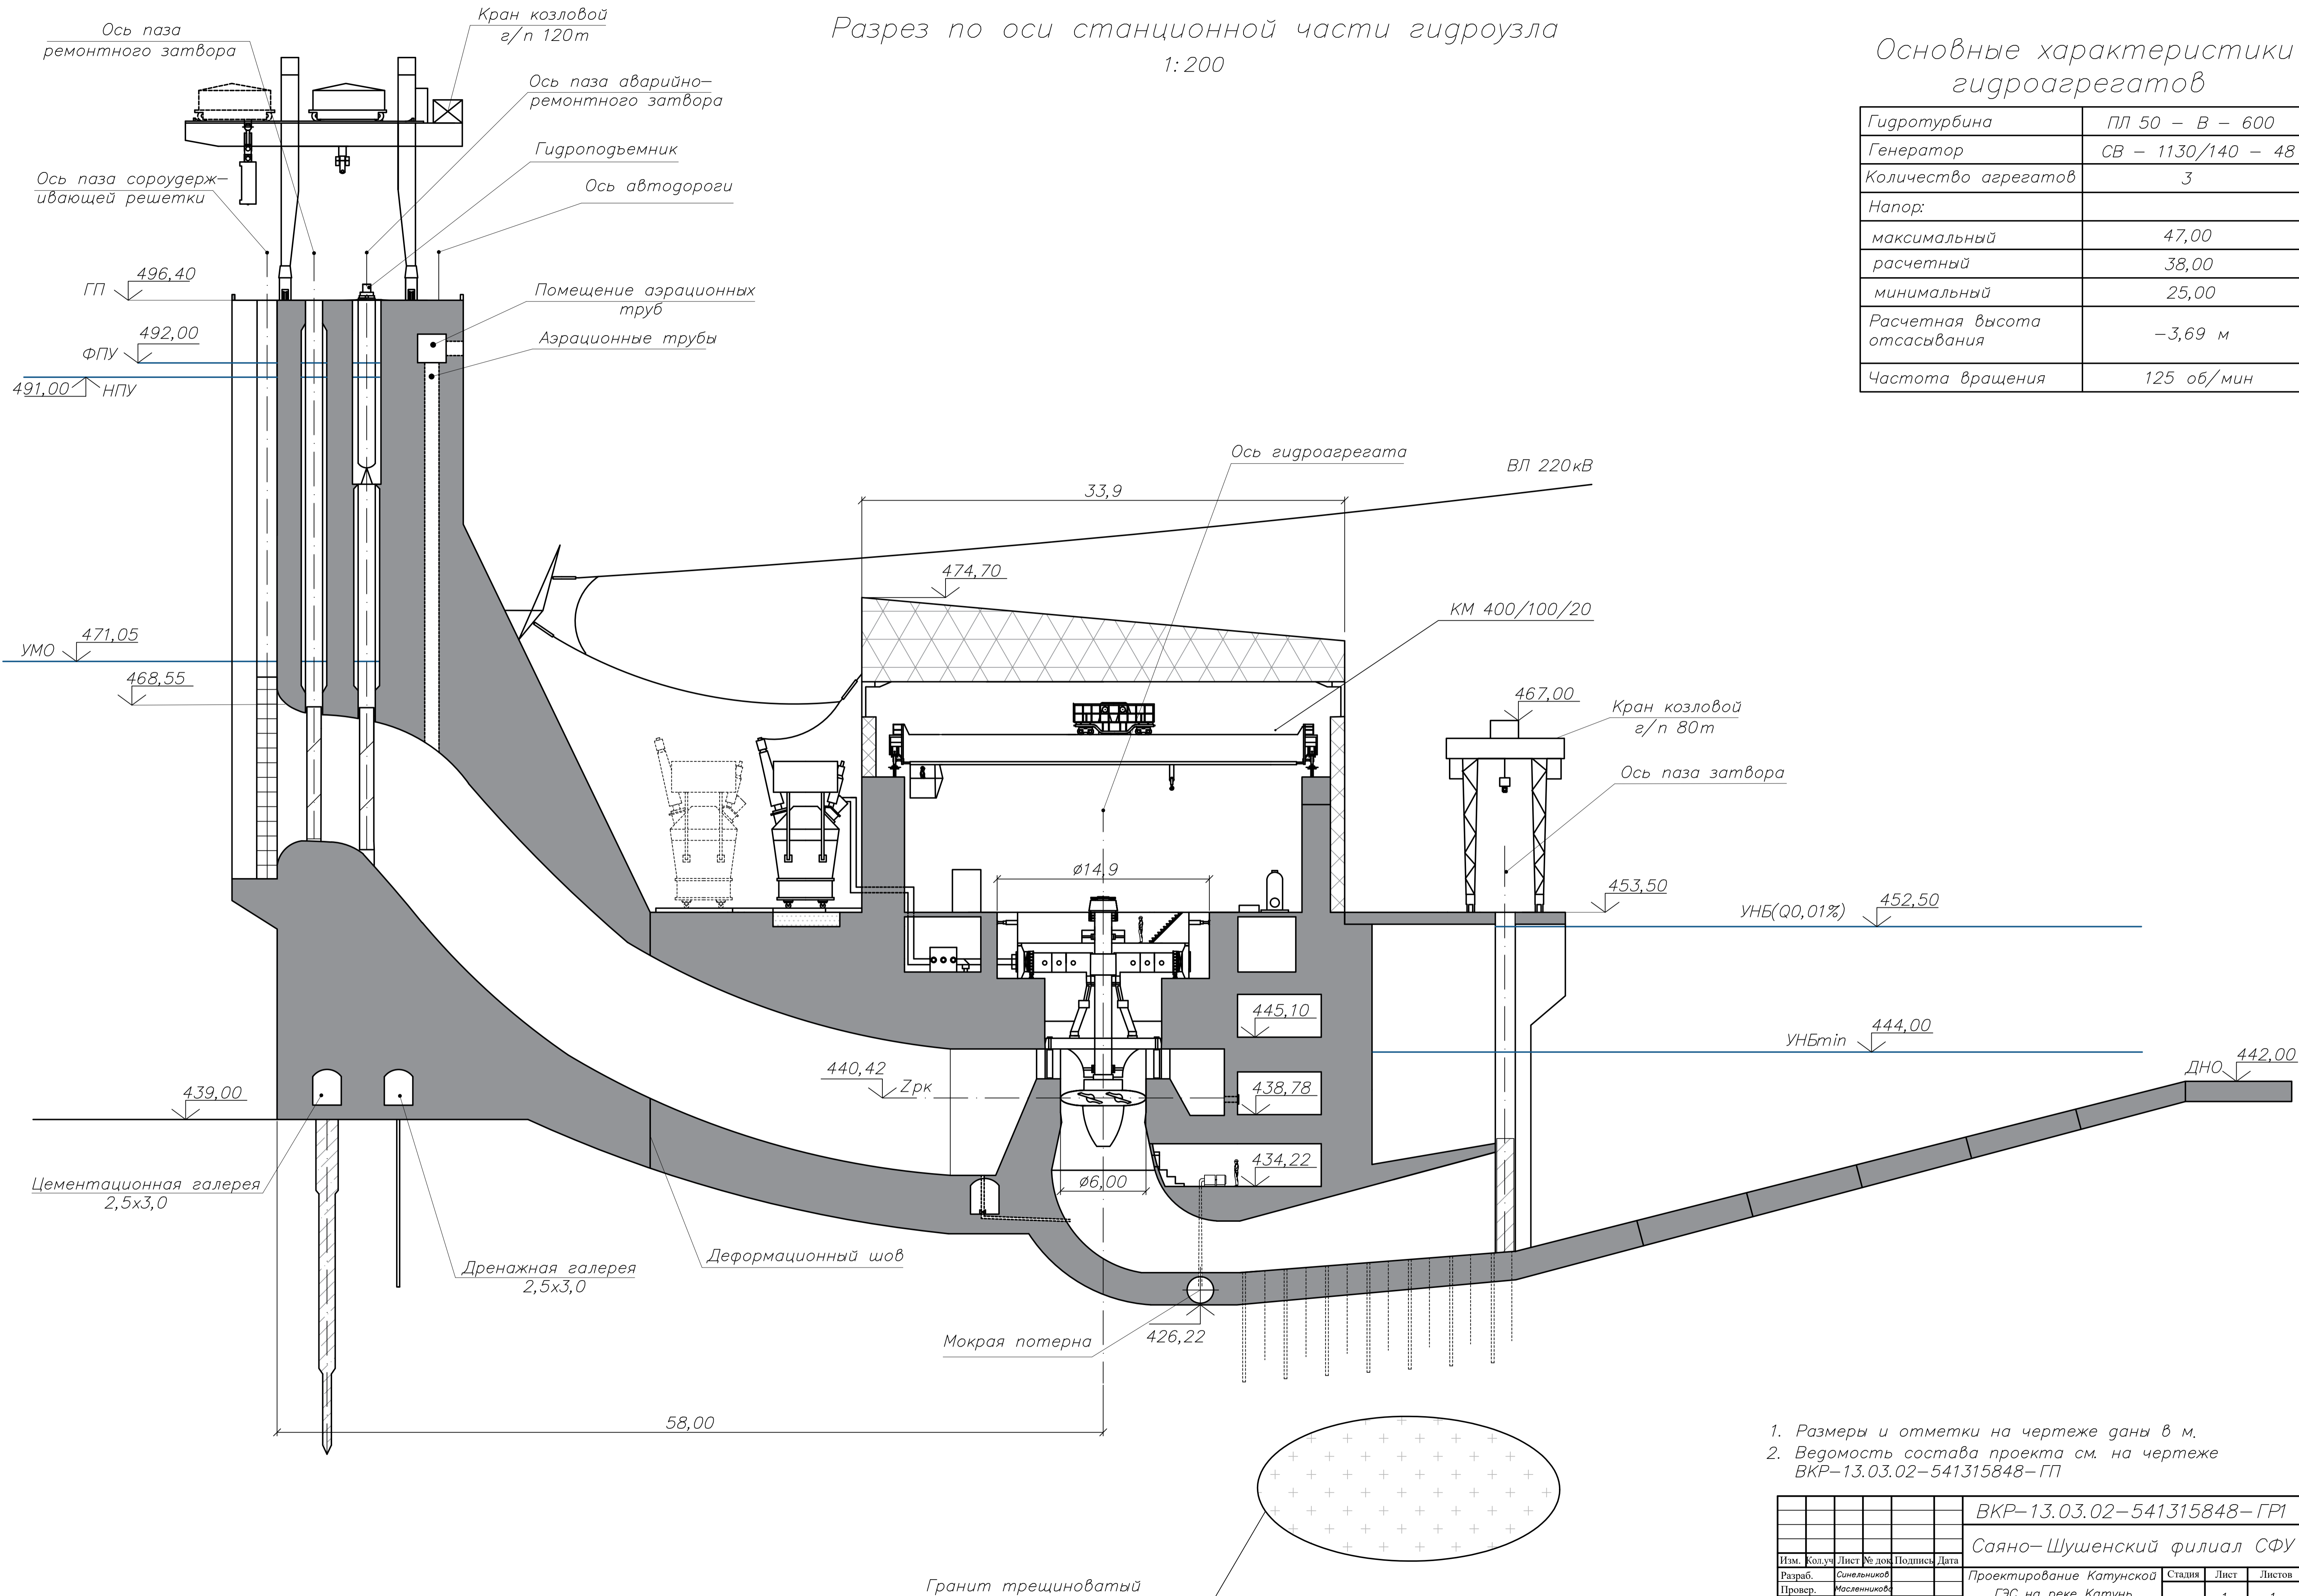 Разрез по оси станционной части гидроузла
1:200
Основные характеристики
гидроагрегатов
Гидротурбина ПЛ 50 – В – 600
Генератор СВ – 1130/140 – 48
Количество агрегатов 3
Напор:
максимальный 47,00
расчетный 38,00
минимальный 25,00
Расчетная высота
отсасывания −3,69 м
Частота вращения 125 об/мин
Ось паза
ремонтного затвора
Кран козловой
г/п 120т
Ось паза аварийно–
ремонтного затвора
Гидроподъемник
Ось автодороги
Ось паза сороудерж–
ивающей решетки
ГП 496,40
Помещение аэрационных
труб
Аэрационные трубы
ФПУ 492,00
491,00 НПУ
Ось гидроагрегата
ВЛ 220кВ
33,9
474,70
КМ 400/100/20
УМО 471,05
468,55
467,00
Кран козловой
г/п 80т
Ось паза затвора
ø14,9
453,50
УНБ(Q0,01%) 452,50
445,10
УНБmin 444,00
ДНО 442,00
440,42 Zрк
438,78
439,00
434,22
ø6,00
Цементационная галерея
2,5х3,0
Дренажная галерея
2,5х3,0
Деформационный шов
Мокрая потерна
426,22
58,00
Гранит трещиноватый
1. Размеры и отметки на чертеже даны в м.
2. Ведомость состава проекта см. на чертеже
ВКР–13.03.02–541315848–ГП
ВКР–13.03.02–541315848–ГР1
Саяно–Шушенский филиал СФУ
Изм. Кол.уч Лист № док Подпись Дата
Разраб. Синельников
Провер. Масленникова
Проектирование Катунской
ГЭС на реке Катунь
Стадия Лист Листов
1 1